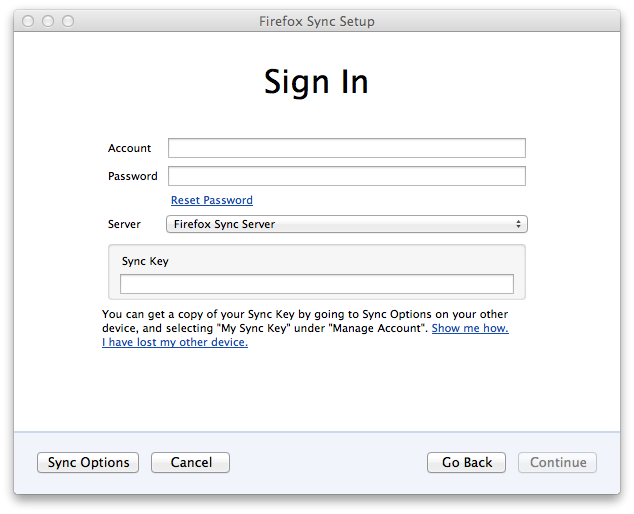 Firefox Sync Setup
Sign In
Account
Password
Reset Password
Server Firefox Sync Server
Sync Key
You can get a copy of your Sync Key by going to Sync Options on your other
device, and selecting "My Sync Key" under "Manage Account". Show me how.
I have lost my other device.
Sync Options Cancel Go Back Continue